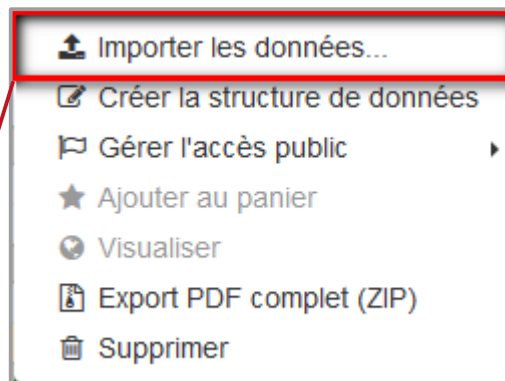 Importer les données...
Créer la structure de données
Gérer l'accès public
Ajouter au panier
Visualiser
Export PDF complet (ZIP)
Supprimer